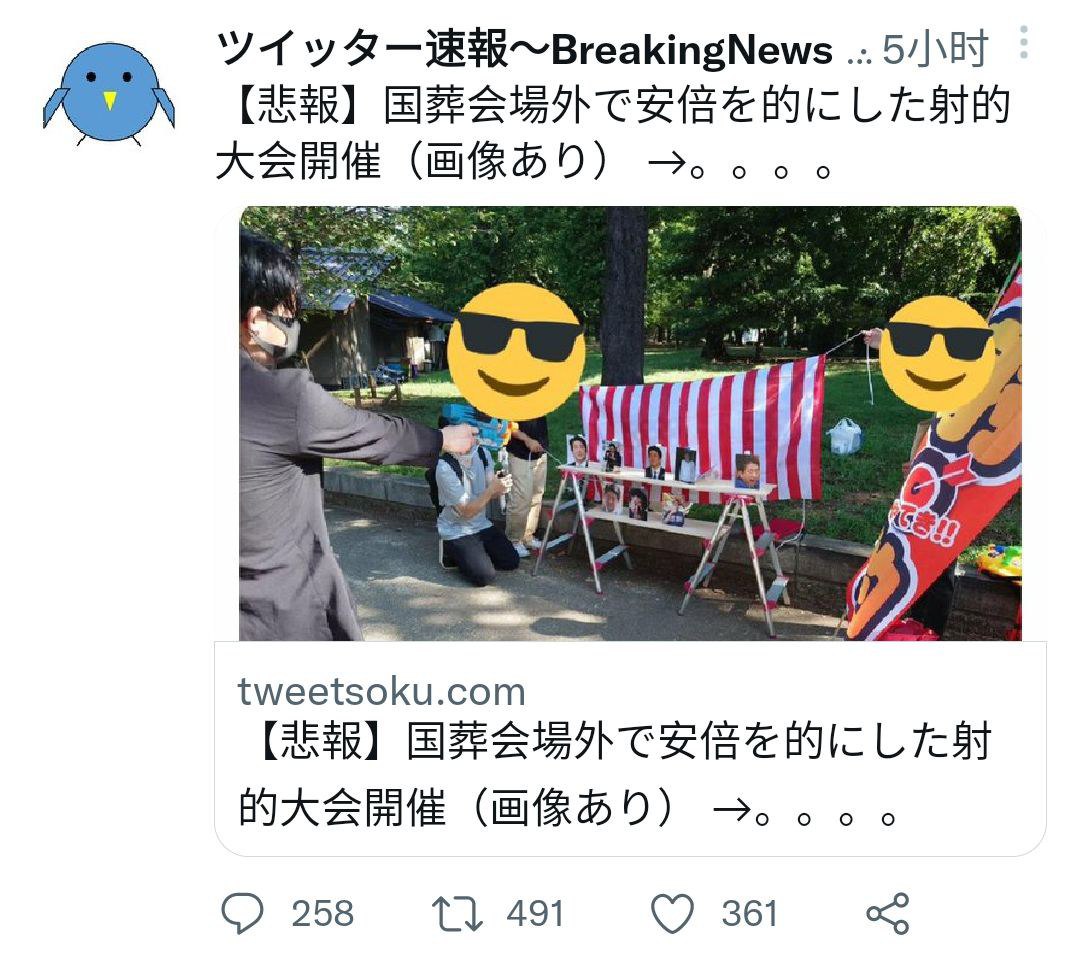 ツイッター速報〜BreakingNews ... 5小时
【悲報】国葬会場外で安倍を的にした射的
大会開催（画像あり） →。。。。
てき!!
tweetsoku.com
【悲報】国葬会場外で安倍を的にした射
的大会開催（画像あり） →。。。。
258 491 361